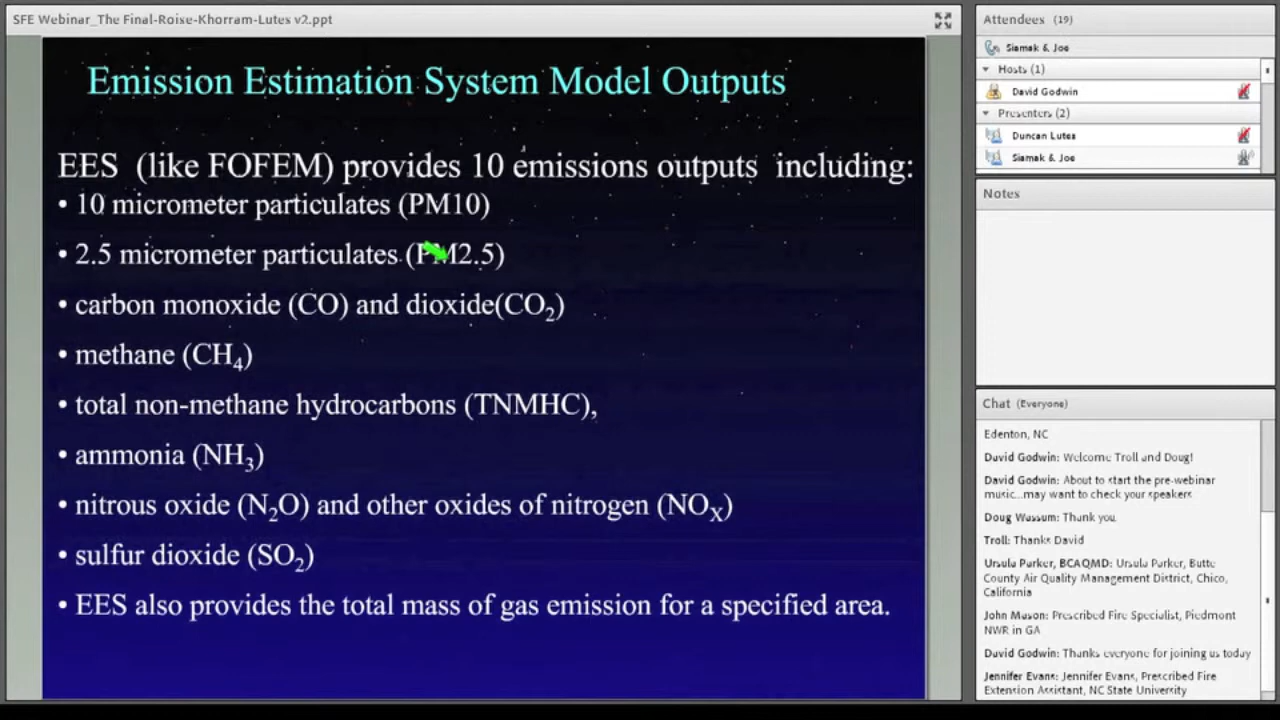 SFE Webinar_The Final-Roise-Khorram-Lutes v2.ppt
Emission Estimation System Model Outputs
EES (like FOFEM) provides 10 emissions outputs including:
• 10 micrometer particulates (PM10)
• 2.5 micrometer particulates (PM2.5)
• carbon monoxide (CO) and dioxide(CO₂)
• methane (CH₄)
• total non-methane hydrocarbons (TNMHC),
• ammonia (NH₃)
• nitrous oxide (N₂O) and other oxides of nitrogen (NOX)
• sulfur dioxide (SO₂)
• EES also provides the total mass of gas emission for a specified area.
Attendees (19)
Siamak & Joe
Hosts (1)
David Godwin
Presenters (2)
Duncan Lutes
Siamak & Joe
Notes
Chat (Everyone)
Edenton, NC
David Godwin: Welcome Troll and Doug!
David Godwin: About to start the pre-webinar
music...may want to check your speakers
Doug Wassum: Thank you.
Troll: Thanks David
Ursula Parker, BCAQMD: Ursula Parker, Butte
County Air Quality Management District, Chico,
California
John Mason: Prescribed Fire Specialist, Piedmont
NWR in GA
David Godwin: Thanks everyone for joining us today
Jennifer Evans: Jennifer Evans, Prescribed Fire
Extension Assistant, NC State University